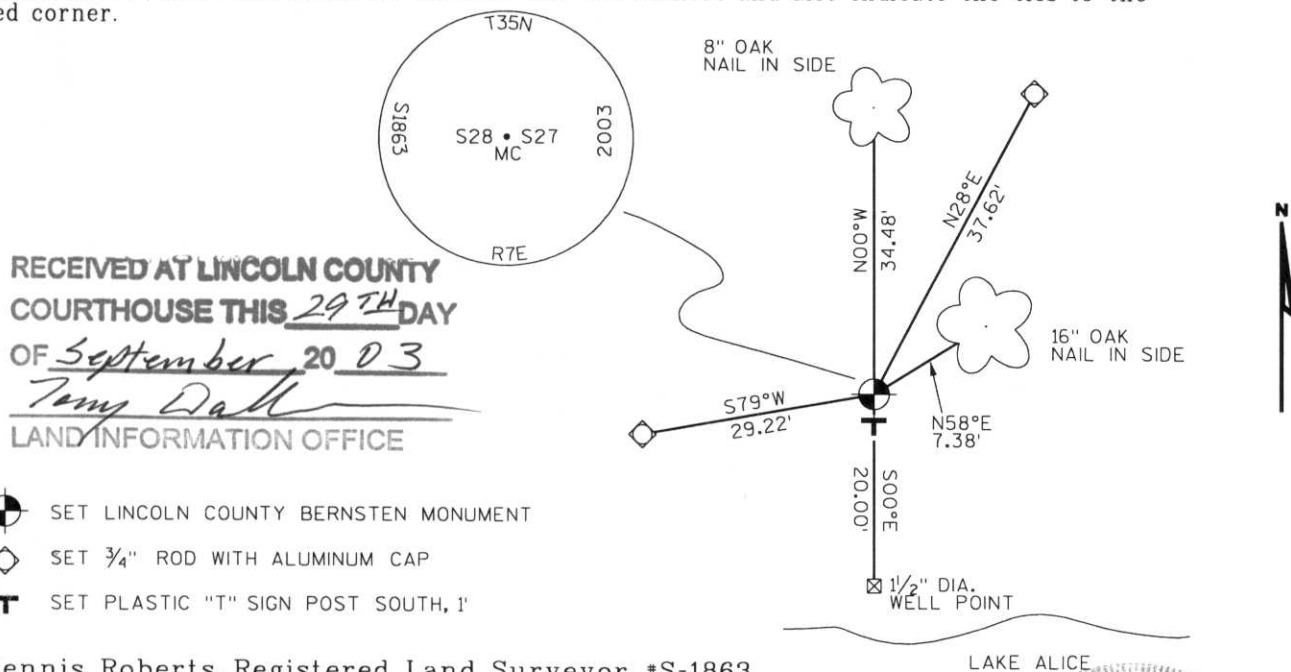 ed corner.
T35N
S1863
S28 • S27
MC
2003
R7E
8" OAK
NAIL IN SIDE
N00°W
34.48'
N28°E
37.62'
N
16" OAK
NAIL IN SIDE
N58°E
7.38'
S79°W
29.22'
T
S00°E
20.00'
1 1/2" DIA.
WELL POINT
LAKE ALICE
RECEIVED AT LINCOLN COUNTY
COURTHOUSE THIS 29TH DAY
OF September 20 03
LAND INFORMATION OFFICE
SET LINCOLN COUNTY BERNSTEN MONUMENT
SET 3/4" ROD WITH ALUMINUM CAP
T SET PLASTIC "T" SIGN POST SOUTH, 1'
ennis Roberts Registered Land Surveyor #S-1863